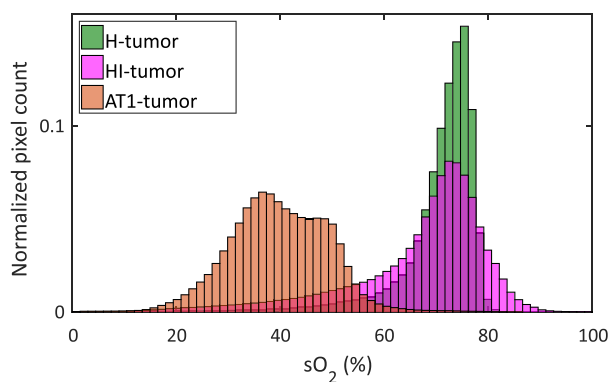 H-tumor
HI-tumor
AT1-tumor
Normalized pixel count
0.1
0
0 20 40 60 80 100
sO₂ (%)